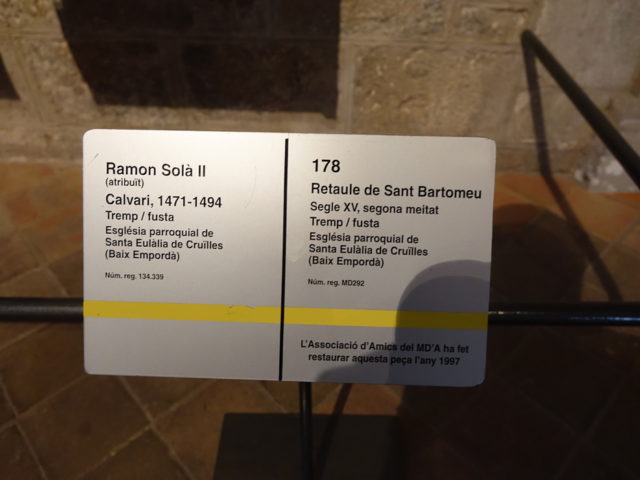 Ramon Solà II
(atribuït)
Calvari, 1471-1494
Tremp / fusta
Església parroquial de
Santa Eulàlia de Cruïlles
(Baix Empordà)
Núm. reg. 134.339
178
Retaule de Sant Bartomeu
Segle XV, segona meitat
Tremp / fusta
Església parroquial de
Santa Eulàlia de Cruïlles
(Baix Empordà)
Núm. reg. MD292
L'Associació d'Amics del MD'A ha fet
restaurar aquesta peça l'any 1997